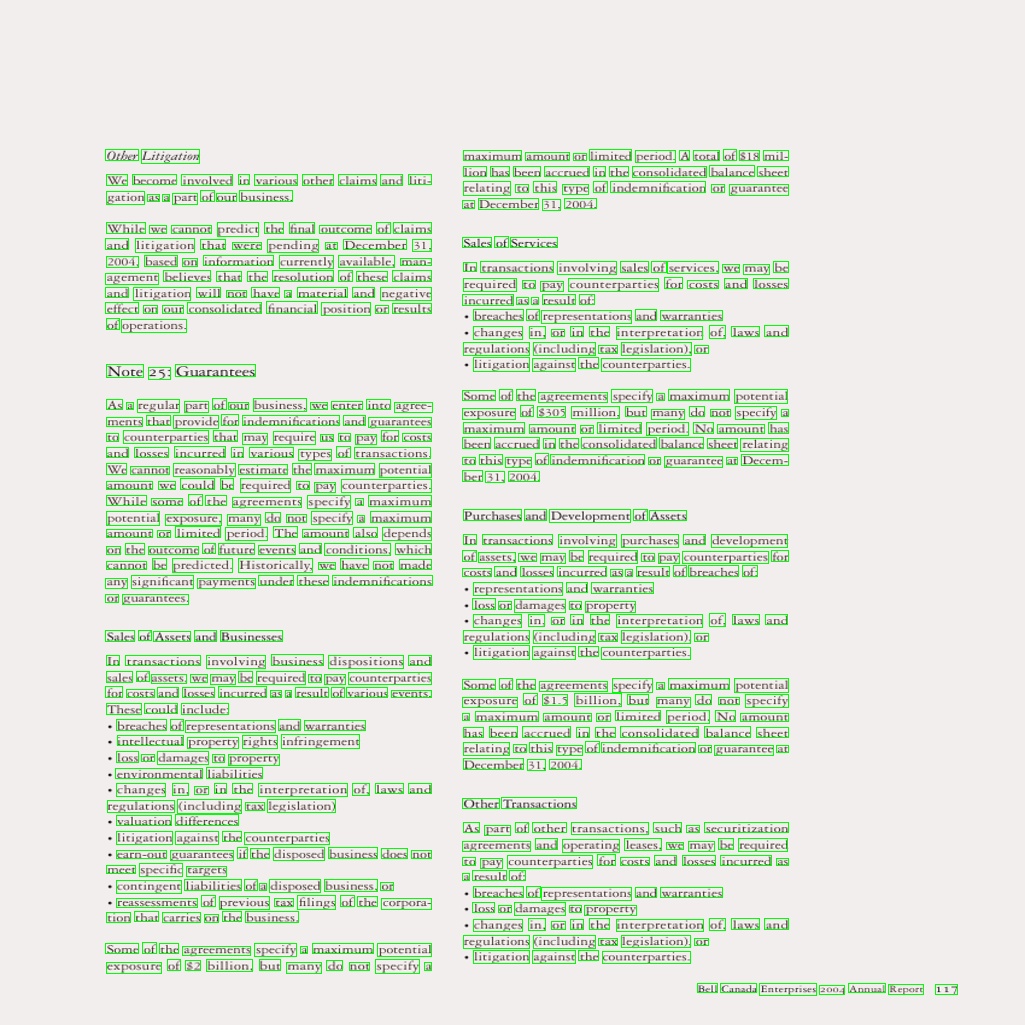 Other Litigation
We become involved in various other claims and liti-
gation as a part of our business.
While we cannot predict the final outcome of claims
and litigation that were pending at December 31,
2004, based on information currently available, man-
agement believes that the resolution of these claims
and litigation will not have a material and negative
effect on our consolidated financial position or results
of operations.
Note 25: Guarantees
As a regular part of our business, we enter into agree-
ments that provide for indemnifications and guarantees
to counterparties that may require us to pay for costs
and losses incurred in various types of transactions.
We cannot reasonably estimate the maximum potential
amount we could be required to pay counterparties.
While some of the agreements specify a maximum
potential exposure, many do not specify a maximum
amount or limited period. The amount also depends
on the outcome of future events and conditions, which
cannot be predicted. Historically, we have not made
any significant payments under these indemnifications
or guarantees.
Sales of Assets and Businesses
In transactions involving business dispositions and
sales of assets, we may be required to pay counterparties
for costs and losses incurred as a result of various events.
These could include:
• breaches of representations and warranties
• intellectual property rights infringement
• loss or damages to property
• environmental liabilities
• changes in, or in the interpretation of, laws and
regulations (including tax legislation)
• valuation differences
• litigation against the counterparties
• earn-out guarantees if the disposed business does not
meet specific targets
• contingent liabilities of a disposed business, or
• reassessments of previous tax filings of the corpora-
tion that carries on the business.
Some of the agreements specify a maximum potential
exposure of $2 billion, but many do not specify a
maximum amount or limited period. A total of $18 mil-
lion has been accrued in the consolidated balance sheet
relating to this type of indemnification or guarantee
at December 31, 2004.
Sales of Services
In transactions involving sales of services, we may be
required to pay counterparties for costs and losses
incurred as a result of:
• breaches of representations and warranties
• changes in, or in the interpretation of, laws and
regulations (including tax legislation), or
• litigation against the counterparties.
Some of the agreements specify a maximum potential
exposure of $305 million, but many do not specify a
maximum amount or limited period. No amount has
been accrued in the consolidated balance sheet relating
to this type of indemnification or guarantee at Decem-
ber 31, 2004.
Purchases and Development of Assets
In transactions involving purchases and development
of assets, we may be required to pay counterparties for
costs and losses incurred as a result of breaches of:
• representations and warranties
• loss or damages to property
• changes in, or in the interpretation of, laws and
regulations (including tax legislation), or
• litigation against the counterparties.
Some of the agreements specify a maximum potential
exposure of $1.5 billion, but many do not specify
a maximum amount or limited period. No amount
has been accrued in the consolidated balance sheet
relating to this type of indemnification or guarantee at
December 31, 2004.
Other Transactions
As part of other transactions, such as securitization
agreements and operating leases, we may be required
to pay counterparties for costs and losses incurred as
a result of:
• breaches of representations and warranties
• loss or damages to property
• changes in, or in the interpretation of, laws and
regulations (including tax legislation), or
• litigation against the counterparties.
Bell Canada Enterprises 2004 Annual Report 117